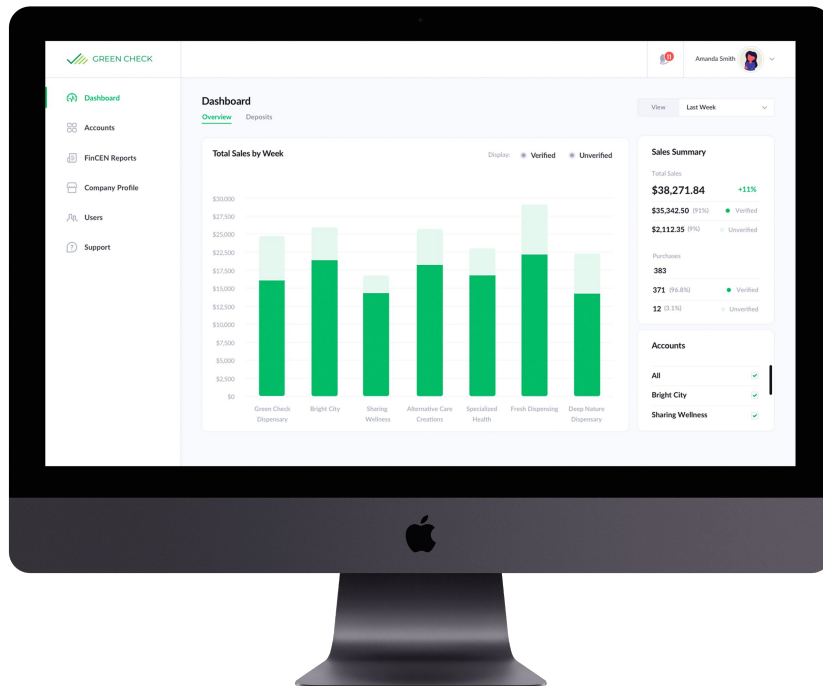 GREEN CHECK
11
Amanda Smith
Dashboard
Accounts
FinCEN Reports
Company Profile
Users
Support
Dashboard
Overview Deposits
View Last Week
Total Sales by Week
Display: Verified Unverified
$30,000
$27,500
$25,000
$22,500
$17,500
$15,000
$12,500
$10,000
$7,500
$5,000
$2,500
$0
Green Check
Dispensary
Bright City
Sharing
Wellness
Alternative Care
Creations
Specialized
Health
Fresh Dispensing
Deep Nature
Dispensary
Sales Summary
Total Sales
$38,271.84 +11%
$35,342.50 (91%) Verified
$2,112.35 (9%) Unverified
Purchases
383
371 (96.8%) Verified
12 (3.1%) Unverified
Accounts
All
Bright City
Sharing Wellness